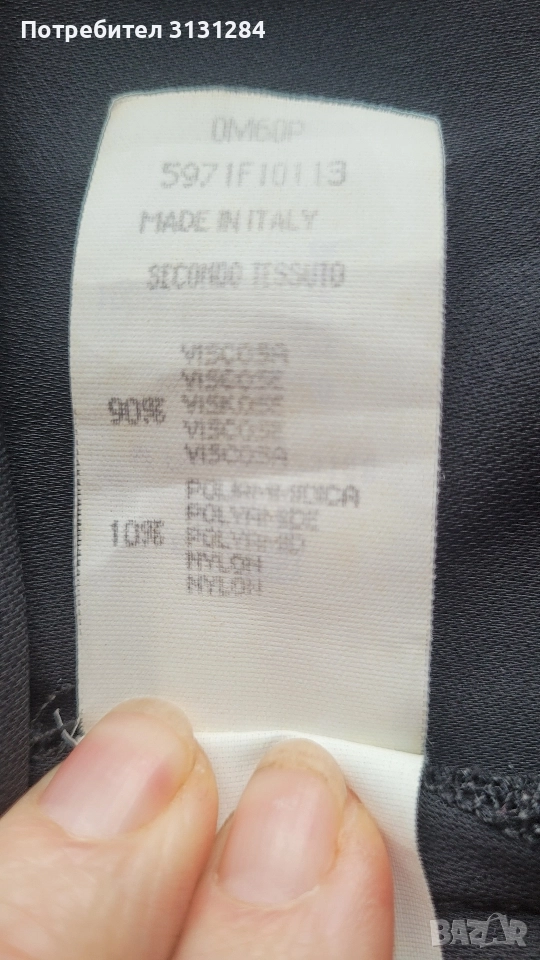 Потребител 3131284
0M60P
5971F10113
MADE IN ITALY
SECONDO TESSUTO
VISCOSA
VISCOSE
90% VISKOSE
VISCOSE
VISCOSA
POLIAMMIDICA
POLYAMIDE
10% POLYAMID
NYLON
NYLON
BAZAR